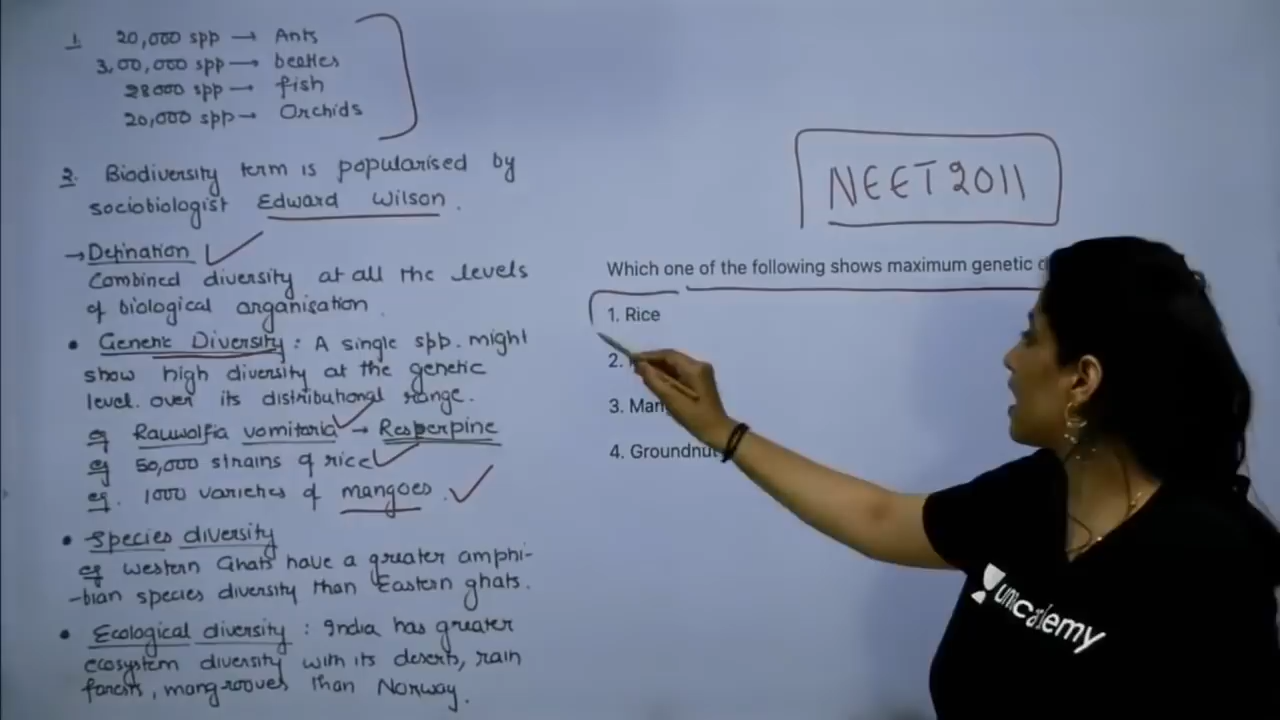 1. 20,000 spp → Ants
3,00,000 spp → beetles
28000 spp → fish
20,000 spp → Orchids
2. Biodiversity term is popularised by
sociobiologist Edward Wilson.
→ Defination
Combined diversity at all the levels
of biological organisation.
• Genetic Diversity: A single spp. might
show high diversity at the genetic
level over its distributional range.
eg Rauwolfia vomitoria → Reserpine
eg 50,000 strains of rice
eg. 1000 varieties of mangoes.
• Species diversity
eg western Ghats have a greater amphi-
-bian species diversity than Eastern ghats.
• Ecological diversity: India has greater
ecosystem diversity with its deserts, rain
forests, mangrooves than Norway.
NEET 2011
Which one of the following shows maximum genetic
1. Rice
2.
3. Man
4. Groundnut
unacademy